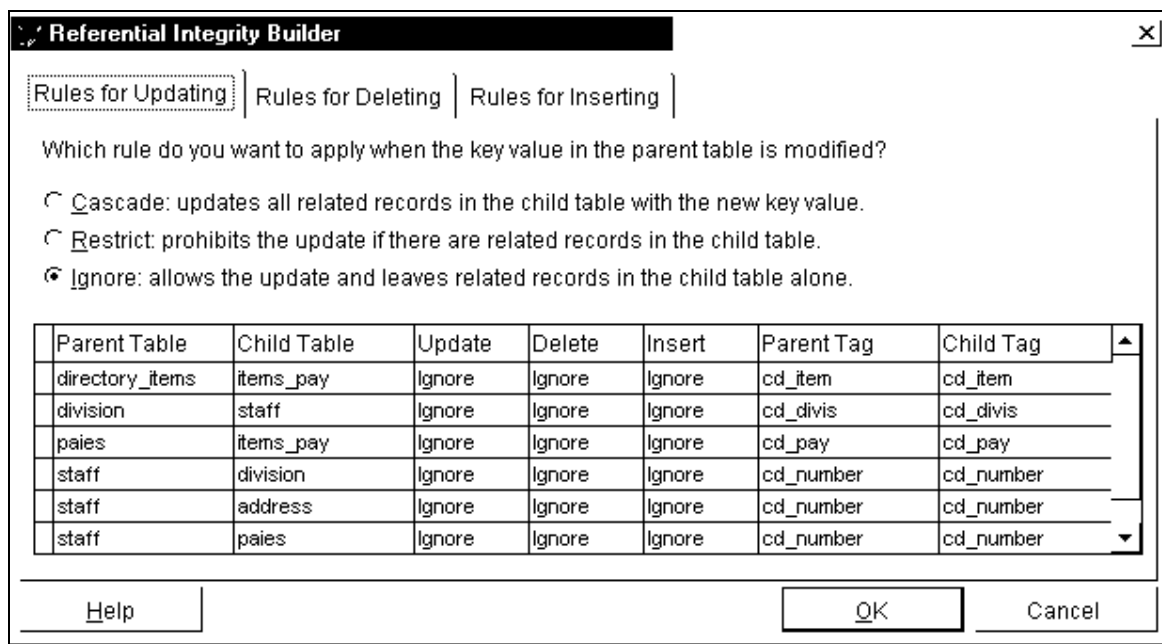 Referential Integrity Builder
Rules for Updating Rules for Deleting Rules for Inserting
Which rule do you want to apply when the key value in the parent table is modified?
Cascade: updates all related records in the child table with the new key value.
Restrict: prohibits the update if there are related records in the child table.
Ignore: allows the update and leaves related records in the child table alone.
Parent Table Child Table Update Delete Insert Parent Tag Child Tag
directory_items items_pay Ignore Ignore Ignore cd_item cd_item
division staff Ignore Ignore Ignore cd_divis cd_divis
paies items_pay Ignore Ignore Ignore cd_pay cd_pay
staff division Ignore Ignore Ignore cd_number cd_number
staff address Ignore Ignore Ignore cd_number cd_number
staff paies Ignore Ignore Ignore cd_number cd_number
Help OK Cancel